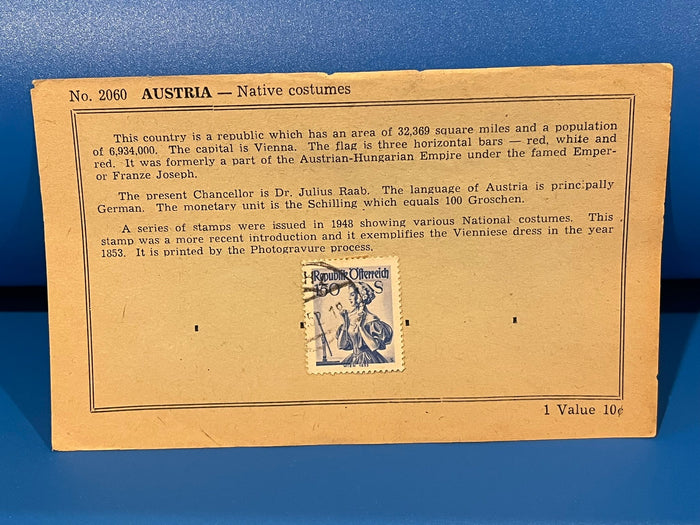 No. 2060 AUSTRIA — Native costumes
This country is a republic which has an area of 32,369 square miles and a population
of 6,934,000. The capital is Vienna. The flag is three horizontal bars — red, white and
red. It was formerly a part of the Austrian-Hungarian Empire under the famed Emper-
or Franze Joseph.
The present Chancellor is Dr. Julius Raab. The language of Austria is principally
German. The monetary unit is the Schilling which equals 100 Groschen.
A series of stamps were issued in 1948 showing various National costumes. This
stamp was a more recent introduction and it exemplifies the Vienniese dress in the year
1853. It is printed by the Photogravure process.
Republik Österreich
150 S
1 Value 10¢